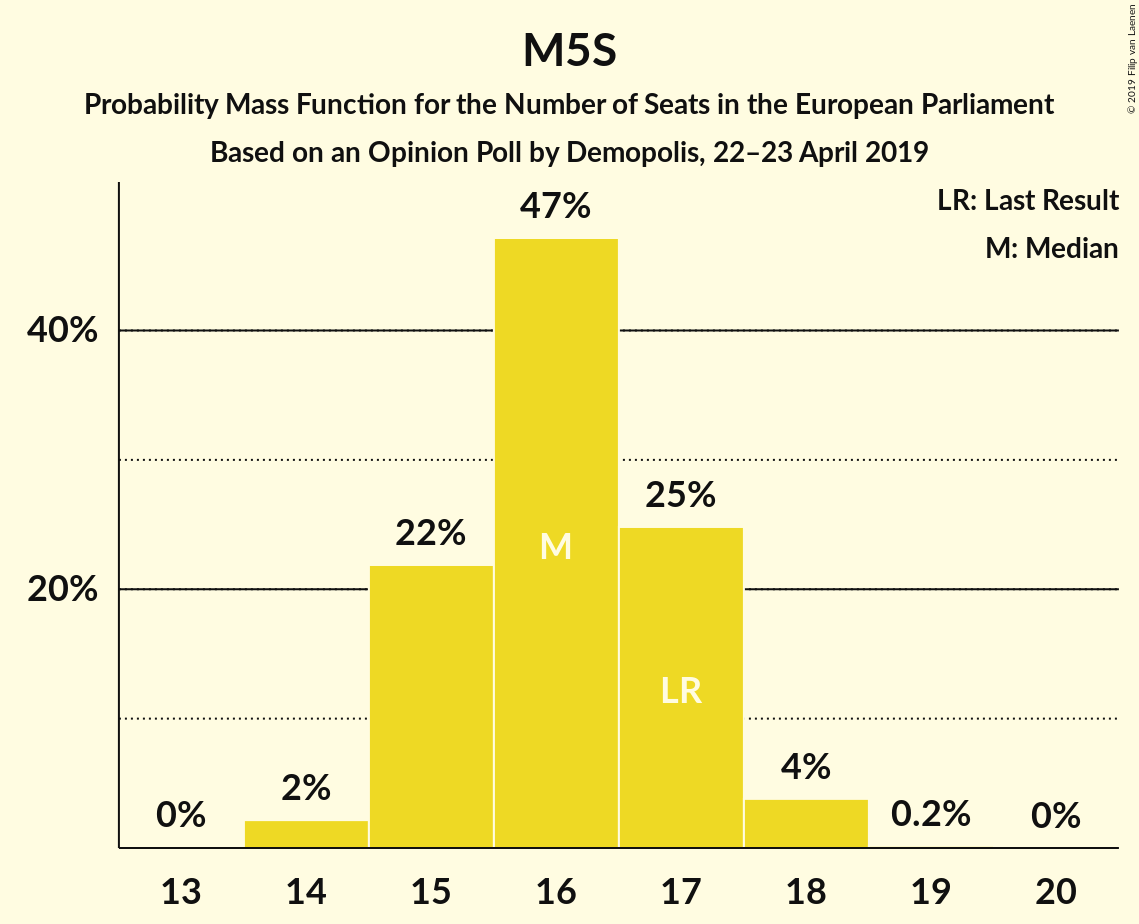 M5S
Probability Mass Function for the Number of Seats in the European Parliament
Based on an Opinion Poll by Demopolis, 22–23 April 2019
© 2019 Filip van Laenen
LR: Last Result
M: Median
47%
40%
25%
22%
M
20%
LR
4%
2%
0%
0.2%
0%
13 14 15 16 17 18 19 20